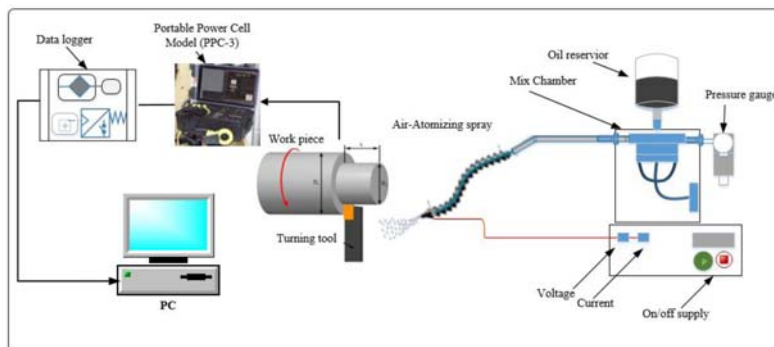 Data logger
Portable Power Cell
Model (PPC-3)
Oil reservior
Mix Chamber
Pressure gauge
Air-Atomizing spray
Work piece
Turning tool
PC
Voltage
Current
On/off supply